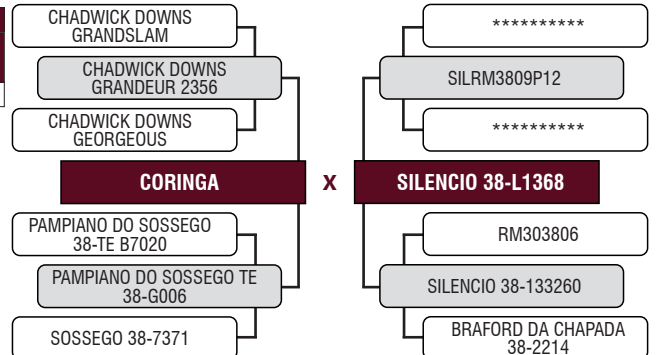 CHADWICK DOWNS
GRANDSLAM
**********
CHADWICK DOWNS
GRANDEUR 2356
SILRM3809P12
CHADWICK DOWNS
GEORGEOUS
**********
CORINGA
X
SILENCIO 38-L1368
PAMPIANO DO SOSSEGO
38-TE B7020
RM303806
PAMPIANO DO SOSSEGO TE
38-G006
SILENCIO 38-133260
SOSSEGO 38-7371
BRAFORD DA CHAPADA
38-2214